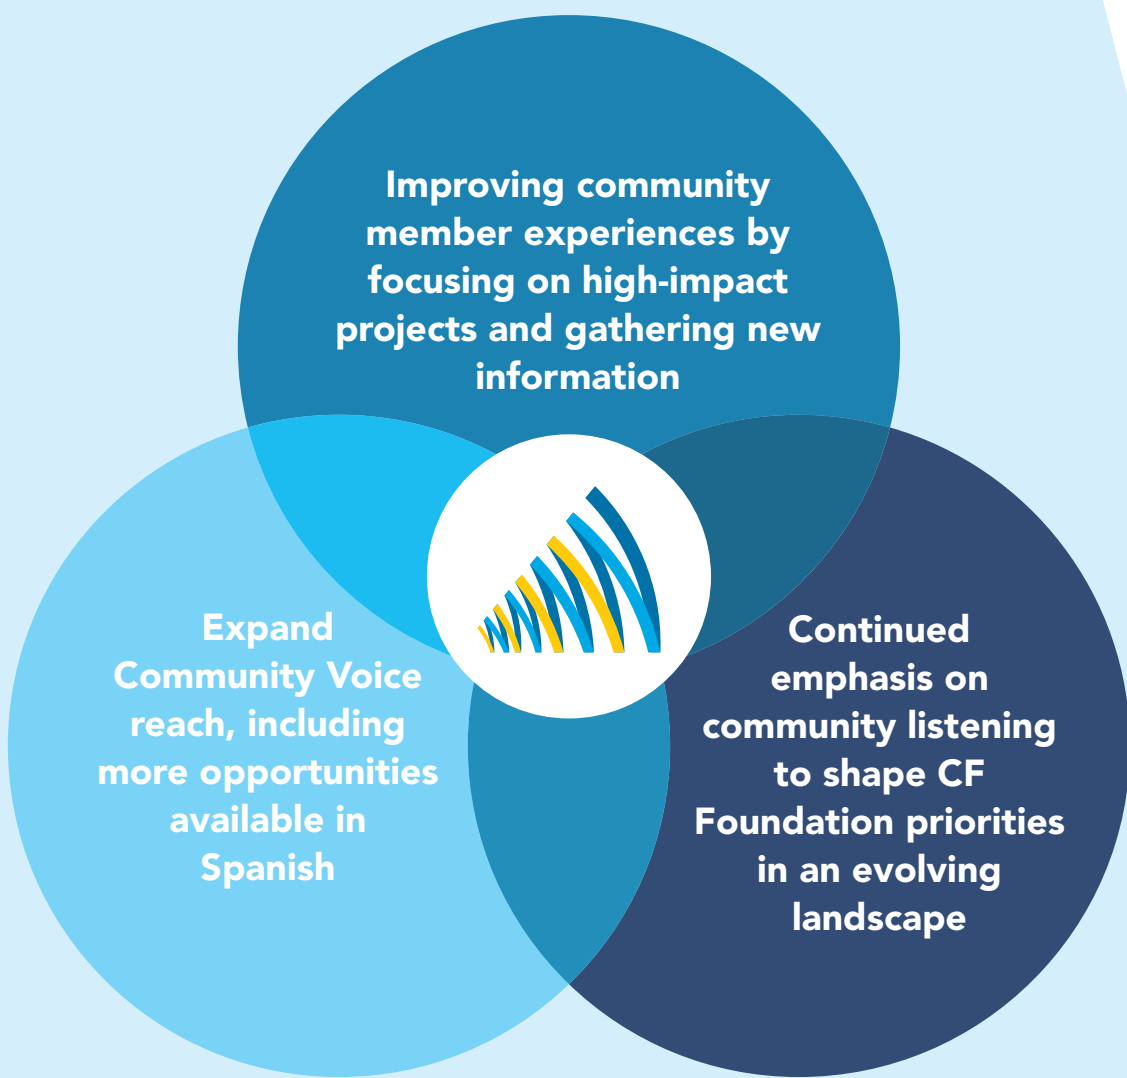 Improving community
member experiences by
focusing on high-impact
projects and gathering new
information
Expand
Community Voice
reach, including
more opportunities
available in
Spanish
Continued
emphasis on
community listening
to shape CF
Foundation priorities
in an evolving
landscape